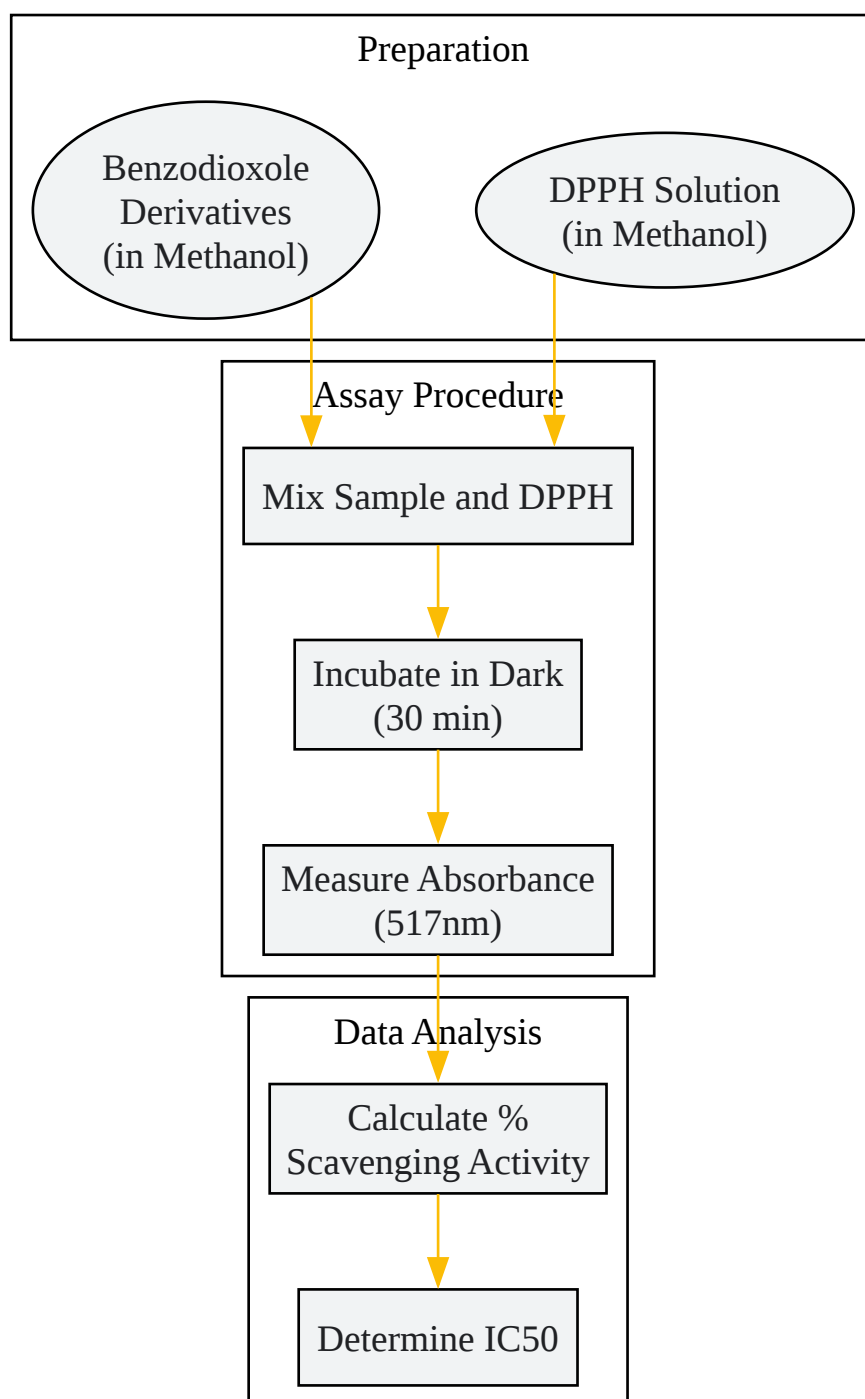 Preparation
Benzodioxole
Derivatives
(in Methanol)
DPPH Solution
(in Methanol)
Assay Procedure
Mix Sample and DPPH
Incubate in Dark
(30 min)
Measure Absorbance
(517nm)
Data Analysis
Calculate %
Scavenging Activity
Determine IC50